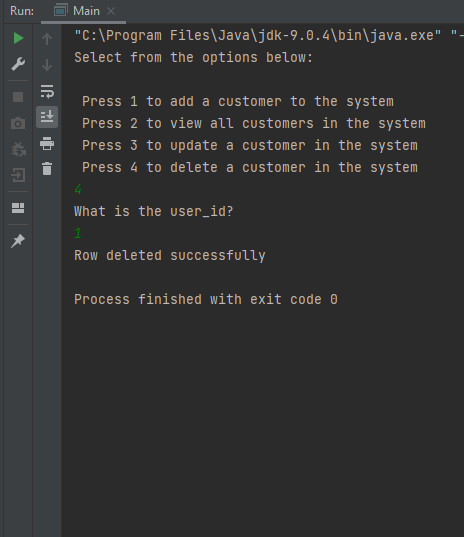 Run: Main
"C:\Program Files\Java\jdk-9.0.4\bin\java.exe" "-
Select from the options below:
Press 1 to add a customer to the system
Press 2 to view all customers in the system
Press 3 to update a customer in the system
Press 4 to delete a customer in the system
4
What is the user_id?
1
Row deleted successfully
Process finished with exit code 0